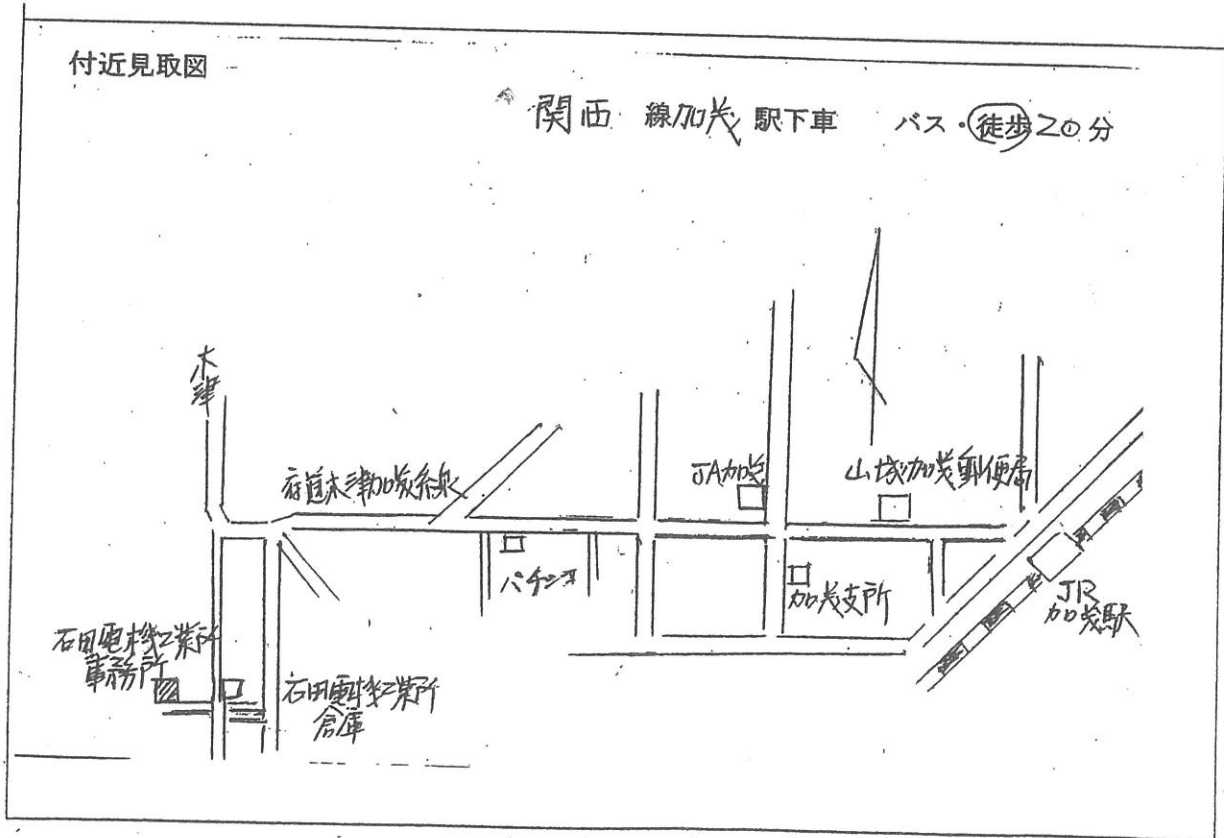 付近見取図
関西 線加茂駅下車 バス・徒歩20分
木津
府道木津加茂線
JA加茂
山城加茂郵便局
パチンコ
加茂支所
JR
加茂駅
石田電機工業所
事務所
石田電機工業所
倉庫